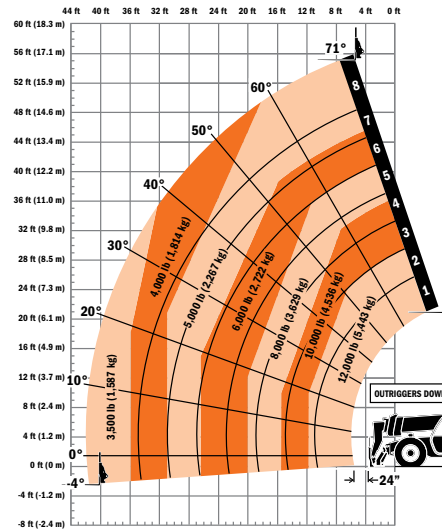 44 ft 40 ft 36 ft 32 ft 28 ft 24 ft 20 ft 16 ft 12 ft 8 ft 4 ft 0 ft
60 ft (18.3 m)
56 ft (17.1 m)
52 ft (15.9 m)
48 ft (14.6 m)
44 ft (13.4 m)
40 ft (12.2 m)
36 ft (11.0 m)
32 ft (9.8 m)
28 ft (8.5 m)
24 ft (7.3 m)
20 ft (6.1 m)
16 ft (4.9 m)
12 ft (3.7 m)
8 ft (2.4 m)
4 ft (1.2 m)
0 ft (0 m)
-4 ft (-1.2 m)
-8 ft (-2.4 m)
71°
60°
50°
40°
30°
20°
10°
0°
-4°
8
7
6
5
4
3
2
1
3,500 lb (1,587 kg)
4,000 lb (1,814 kg)
5,000 lb (2,267 kg)
6,000 lb (2,722 kg)
8,000 lb (3,629 kg)
10,000 lb (4,536 kg)
12,000 lb (5,443 kg)
OUTRIGGERS DOWN
24"